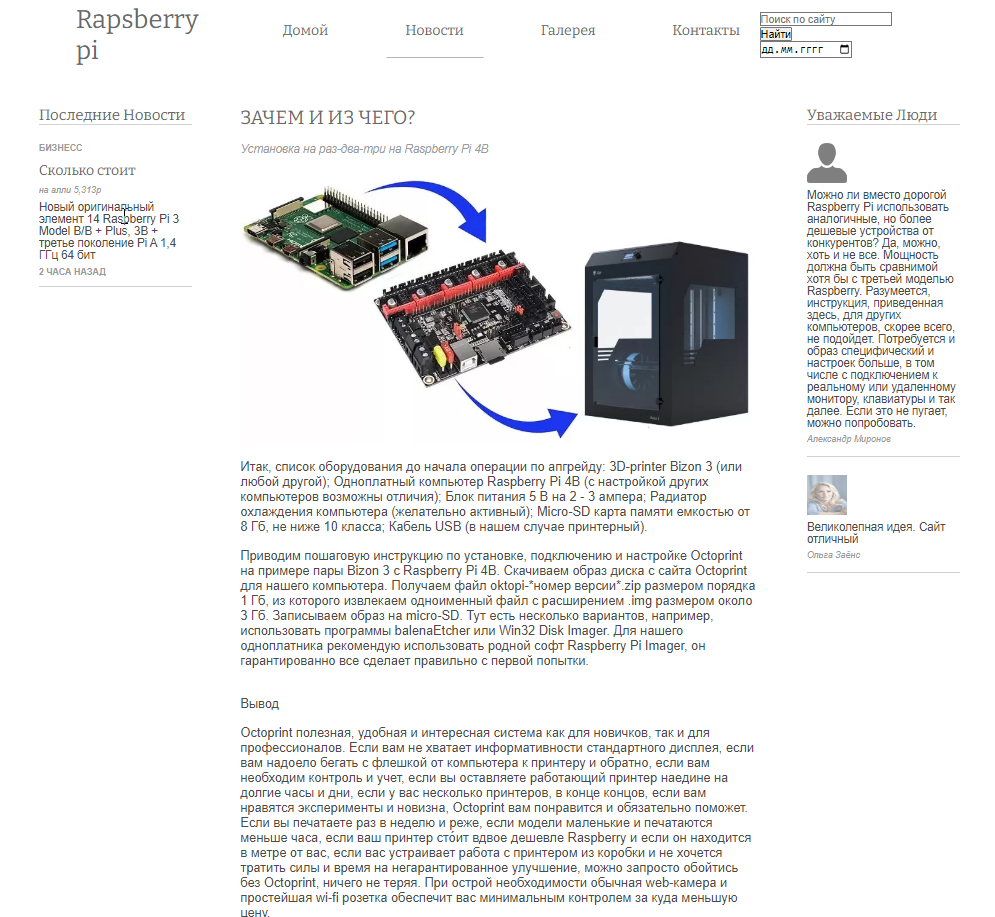 Rapsberry
pi
Домой
Новости
Галерея
Контакты
Поиск по сайту
Найти
дд.мм.гггг
Последние Новости
БИЗНЕСС
Сколько стоит
на алли 5,313р
Новый оригинальный
элемент 14 Raspberry Pi 3
Model B/B + Plus, 3B +
третье поколение Pi A 1,4
ГГц 64 бит
2 ЧАСА НАЗАД
ЗАЧЕМ И ИЗ ЧЕГО?
Установка на раз-два-три на Raspberry Pi 4B
Итак, список оборудования до начала операции по апгрейду: 3D-printer Bizon 3 (или
любой другой); Одноплатный компьютер Raspberry Pi 4B (с настройкой других
компьютеров возможны отличия); Блок питания 5 В на 2 - 3 ампера; Радиатор
охлаждения компьютера (желательно активный); Micro-SD карта памяти емкостью от
8 Гб, не ниже 10 класса; Кабель USB (в нашем случае принтерный).
Приводим пошаговую инструкцию по установке, подключению и настройке Octoprint
на примере пары Bizon 3 с Raspberry Pi 4B. Скачиваем образ диска с сайта Octoprint
для нашего компьютера. Получаем файл oktopi-*номер версии*.zip размером порядка
1 Гб, из которого извлекаем одноименный файл с расширением .img размером около
3 Гб. Записываем образ на micro-SD. Тут есть несколько вариантов, например,
использовать программы balenaEtcher или Win32 Disk Imager. Для нашего
одноплатника рекомендую использовать родной софт Raspberry Pi Imager, он
гарантированно все сделает правильно с первой попытки.
Вывод
Octoprint полезная, удобная и интересная система как для новичков, так и для
профессионалов. Если вам не хватает информативности стандартного дисплея, если
вам надоело бегать с флешкой от компьютера к принтеру и обратно, если вам
необходим контроль и учет, если вы оставляете работающий принтер наедине на
долгие часы и дни, если у вас несколько принтеров, в конце концов, если вам
нравятся эксперименты и новизна, Octoprint вам понравится и обязательно поможет.
Если вы печатаете раз в неделю и реже, если модели маленькие и печатаются
меньше часа, если ваш принтер сто́ит вдвое дешевле Raspberry и если он находится
в метре от вас, если вас устраивает работа с принтером из коробки и не хочется
тратить силы и время на негарантированное улучшение, можно запросто обойтись
без Octoprint, ничего не теряя. При острой необходимости обычная web-камера и
простейшая wi-fi розетка обеспечит вас минимальным контролем за куда меньшую
цену.
Уважаемые Люди
Можно ли вместо дорогой
Raspberry Pi использовать
аналогичные, но более
дешевые устройства от
конкурентов? Да, можно,
хоть и не все. Мощность
должна быть сравнимой
хотя бы с третьей моделью
Raspberry. Разумеется,
инструкция, приведенная
здесь, для других
компьютеров, скорее всего,
не подойдет. Потребуется и
образ специфический и
настроек больше, в том
числе с подключением к
реальному или удаленному
монитору, клавиатуры и так
далее. Если это не пугает,
можно попробовать.
Александр Миронов
Великолепная идея. Сайт
отличный
Ольга Заёнс